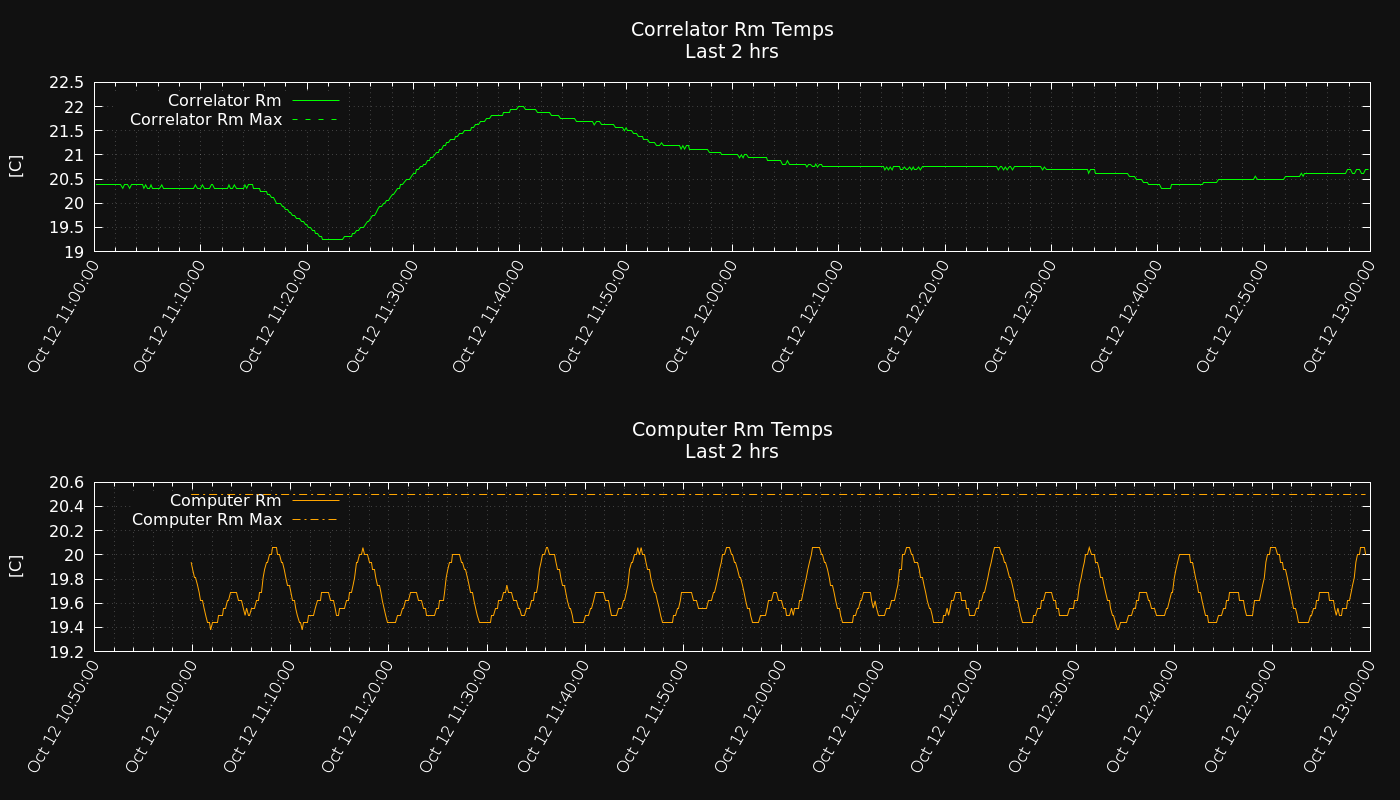 Correlator Rm Temps
Last 2 hrs
22.5
22
21.5
21
20.5
20
19.5
19
[C]
Correlator Rm
Correlator Rm Max
Oct 12 11:00:00
Oct 12 11:10:00
Oct 12 11:20:00
Oct 12 11:30:00
Oct 12 11:40:00
Oct 12 11:50:00
Oct 12 12:00:00
Oct 12 12:10:00
Oct 12 12:20:00
Oct 12 12:30:00
Oct 12 12:40:00
Oct 12 12:50:00
Oct 12 13:00:00
Computer Rm Temps
Last 2 hrs
20.6
20.4
20.2
20
19.8
19.6
19.4
19.2
[C]
Computer Rm
Computer Rm Max
Oct 12 10:50:00
Oct 12 11:00:00
Oct 12 11:10:00
Oct 12 11:20:00
Oct 12 11:30:00
Oct 12 11:40:00
Oct 12 11:50:00
Oct 12 12:00:00
Oct 12 12:10:00
Oct 12 12:20:00
Oct 12 12:30:00
Oct 12 12:40:00
Oct 12 12:50:00
Oct 12 13:00:00